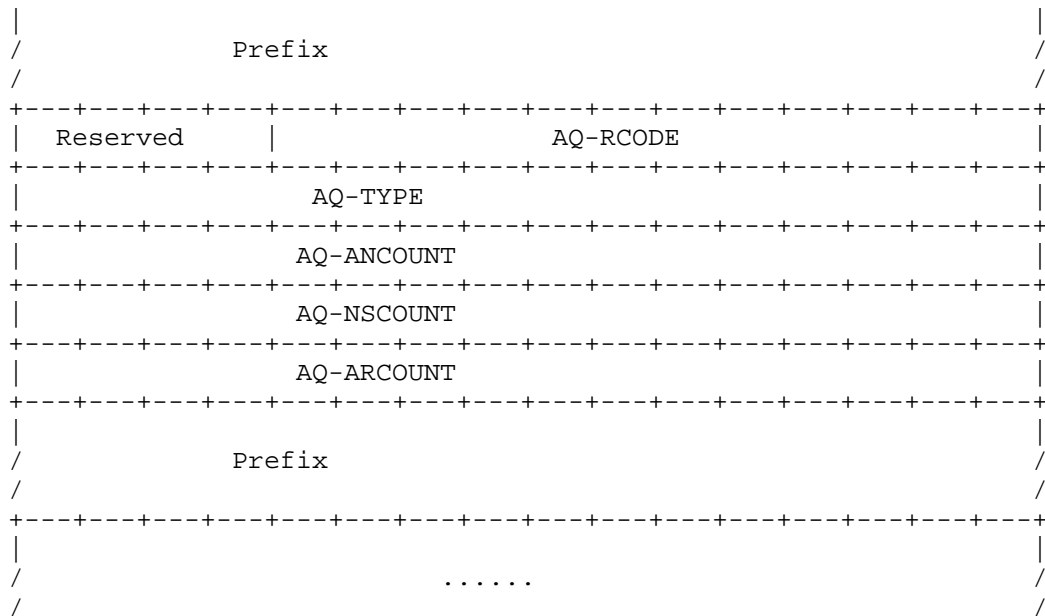 |                                                               |
/              Prefix                                           /
/                                                               /
+---+---+---+---+---+---+---+---+---+---+---+---+---+---+---+---+
|  Reserved     |                 AQ-RCODE                      |
+---+---+---+---+---+---+---+---+---+---+---+---+---+---+---+---+
|                   AQ-TYPE                                     |
+---+---+---+---+---+---+---+---+---+---+---+---+---+---+---+---+
|                  AQ-ANCOUNT                                   |
+---+---+---+---+---+---+---+---+---+---+---+---+---+---+---+---+
|                  AQ-NSCOUNT                                   |
+---+---+---+---+---+---+---+---+---+---+---+---+---+---+---+---+
|                  AQ-ARCOUNT                                   |
+---+---+---+---+---+---+---+---+---+---+---+---+---+---+---+---+
|                                                               |
/              Prefix                                           /
/                                                               /
+---+---+---+---+---+---+---+---+---+---+---+---+---+---+---+---+
|                                                               |
/                           ......                              /
/                                                               /